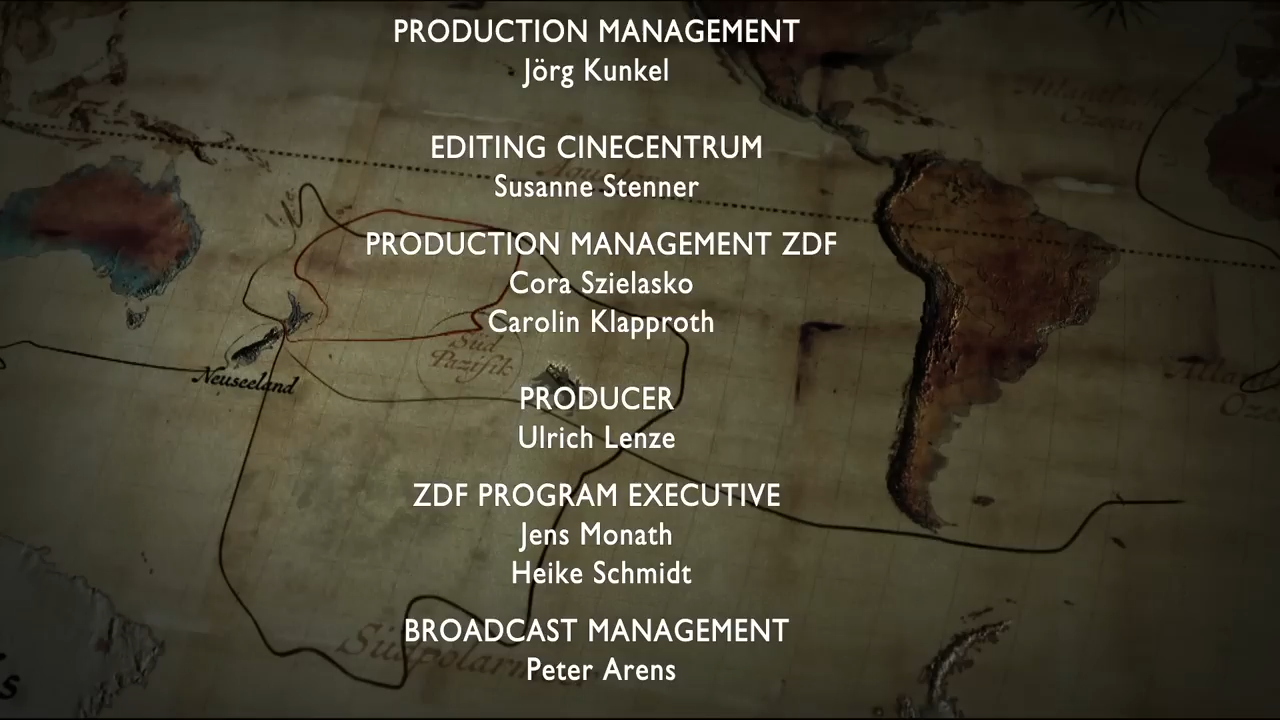 PRODUCTION MANAGEMENT
Jörg Kunkel
EDITING CINECENTRUM
Susanne Stenner
PRODUCTION MANAGEMENT ZDF
Cora Szielasko
Carolin Klapproth
Süd
Pazifik
Neuseeland
PRODUCER
Ulrich Lenze
ZDF PROGRAM EXECUTIVE
Jens Monath
Heike Schmidt
BROADCAST MANAGEMENT
Peter Arens